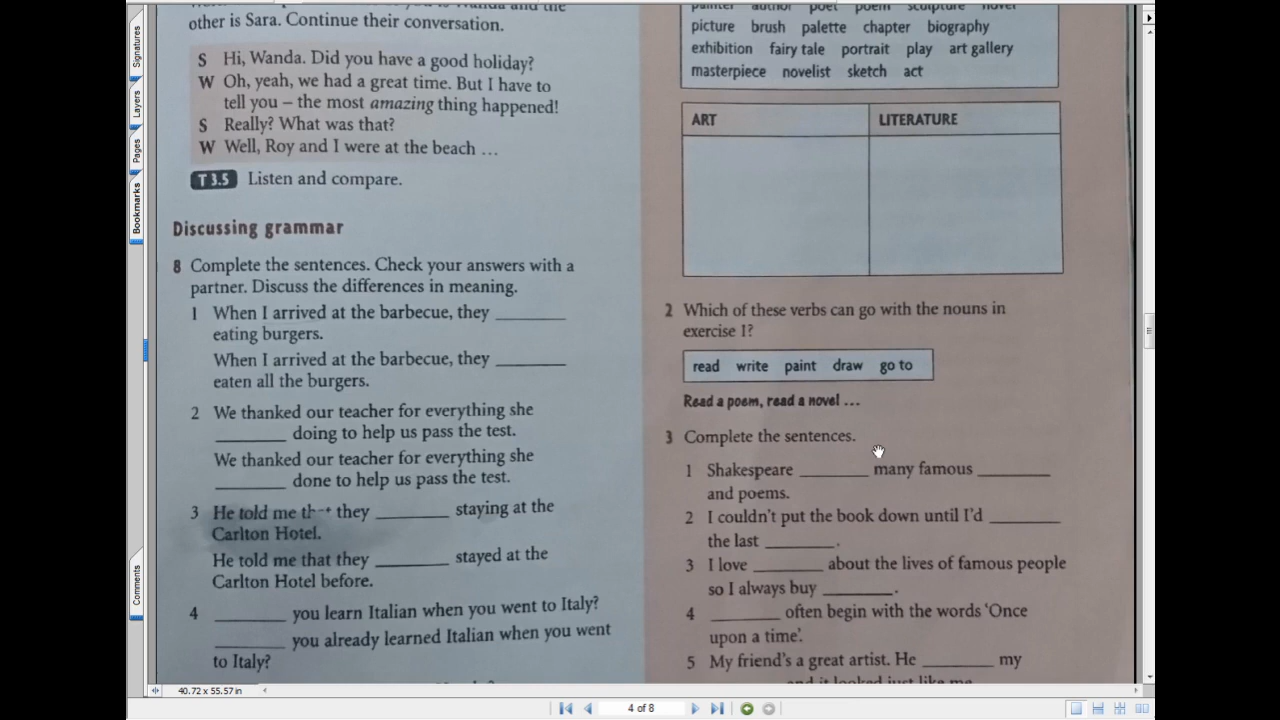 Signatures
Layers
Pages
Bookmarks
Comments
other is Sara. Continue their conversation.
S Hi, Wanda. Did you have a good holiday?
W Oh, yeah, we had a great time. But I have to
tell you – the most amazing thing happened!
S Really? What was that?
W Well, Roy and I were at the beach ...
T 3.5 Listen and compare.
Discussing grammar
8 Complete the sentences. Check your answers with a
partner. Discuss the differences in meaning.
1 When I arrived at the barbecue, they ________
eating burgers.
When I arrived at the barbecue, they ________
eaten all the burgers.
2 We thanked our teacher for everything she
________ doing to help us pass the test.
We thanked our teacher for everything she
________ done to help us pass the test.
3 He told me they ________ staying at the
Carlton Hotel.
He told me that they ________ stayed at the
Carlton Hotel before.
4 ________ you learn Italian when you went to Italy?
________ you already learned Italian when you went
to Italy?
painter author poet poem sculpture novel
picture brush palette chapter biography
exhibition fairy tale portrait play art gallery
masterpiece novelist sketch act
ART LITERATURE
2 Which of these verbs can go with the nouns in
exercise 1?
read write paint draw go to
Read a poem, read a novel ...
3 Complete the sentences.
1 Shakespeare ________ many famous ________
and poems.
2 I couldn't put the book down until I'd ________
the last ________.
3 I love ________ about the lives of famous people
so I always buy ________.
4 ________ often begin with the words 'Once
upon a time'.
5 My friend's a great artist. He ________ my
and it looked just like me
40.72 x 55.57 in
4 of 8